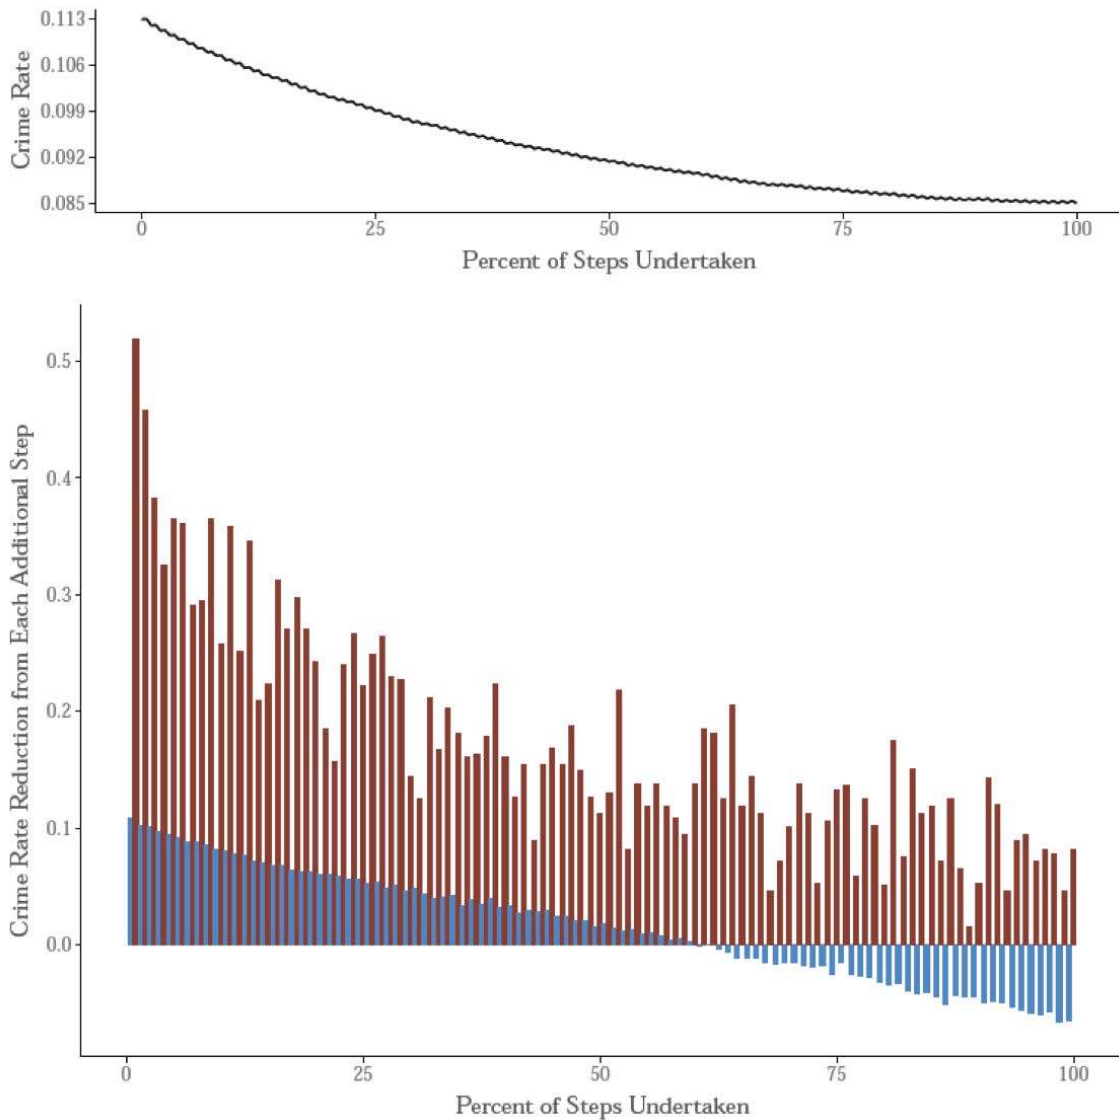 0.113
0.106
0.099
0.092
0.085
Crime Rate
0 25 50 75 100
Percent of Steps Undertaken
0.5
0.4
0.3
0.2
0.1
0.0
Crime Rate Reduction from Each Additional Step
0 25 50 75 100
Percent of Steps Undertaken